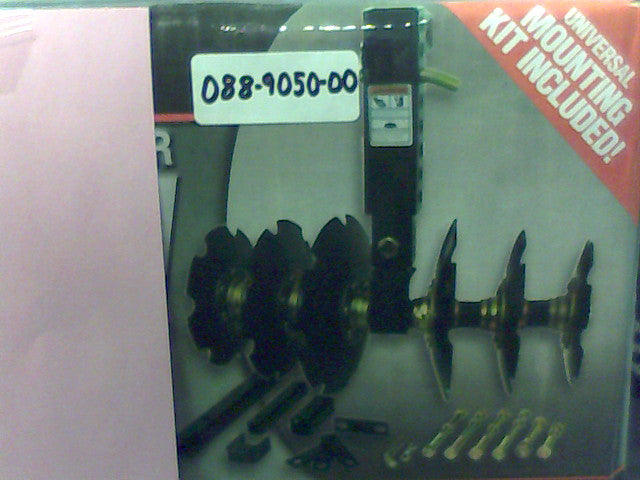 088-9050-00
UNIVERSAL
MOUNTING
KIT INCLUDED!
R